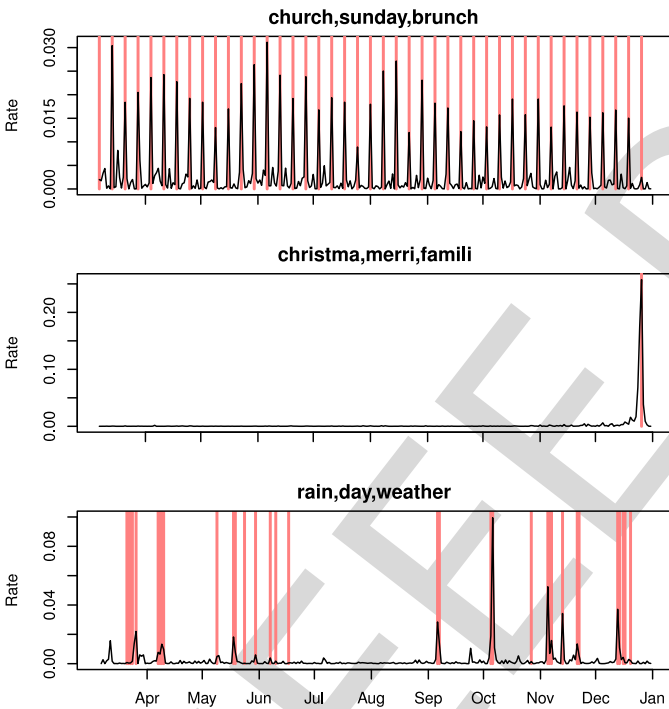 church,sunday,brunch
Rate
0.030
0.015
0.000
christma,merri,famili
Rate
0.20
0.10
0.00
rain,day,weather
Rate
0.08
0.04
0.00
Apr May Jun Jul Aug Sep Oct Nov Dec Jan